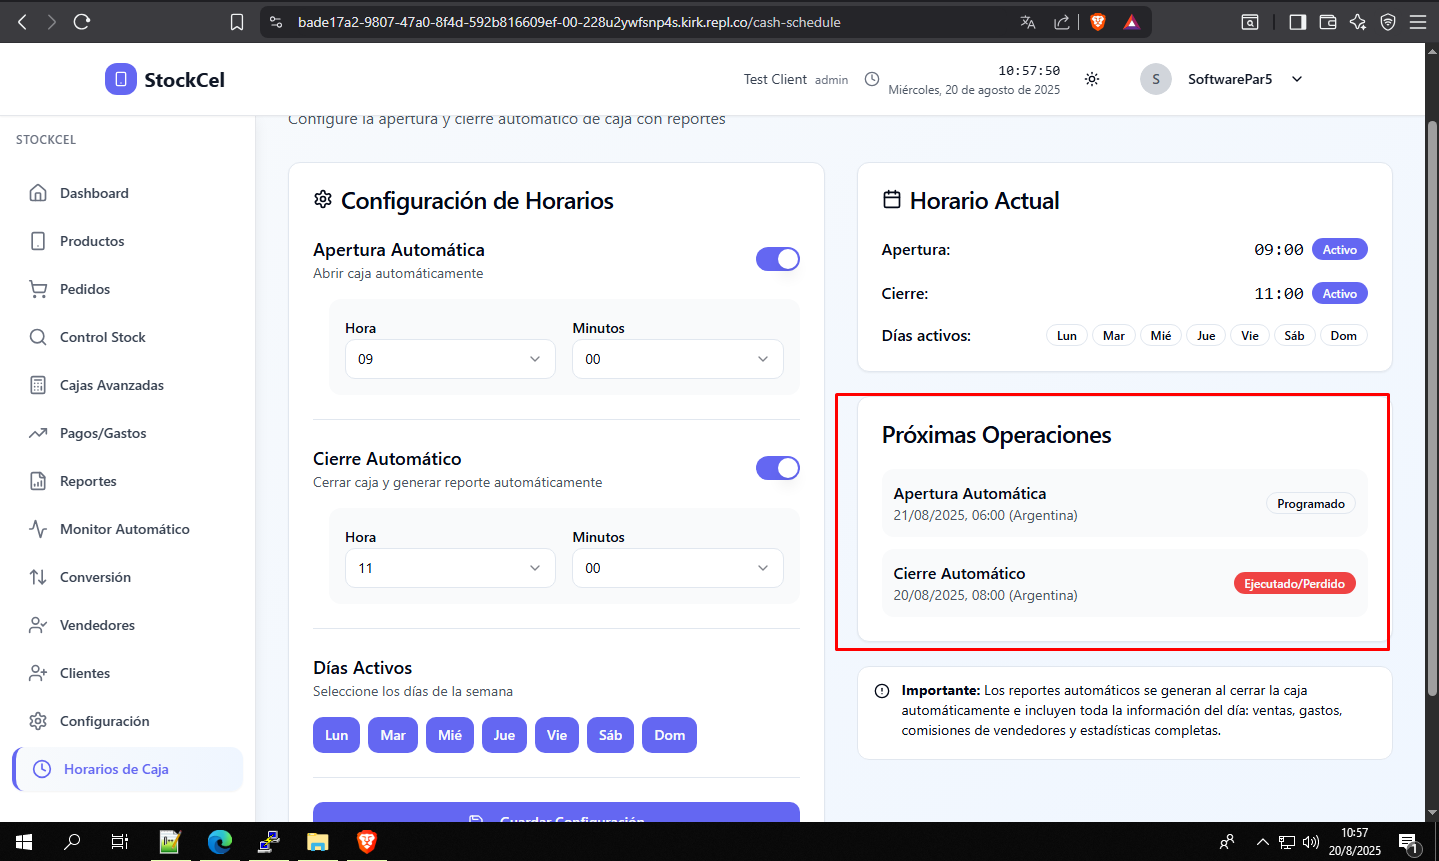 bade17a2-9807-47a0-8f4d-592b816609ef-00-228u2ywfsnp4s.kirk.repl.co/cash-schedule
StockCel
Test Client admin
10:57:50
Miércoles, 20 de agosto de 2025
S
SoftwarePar5
STOCKCEL
Dashboard
Productos
Pedidos
Control Stock
Cajas Avanzadas
Pagos/Gastos
Reportes
Monitor Automático
Conversión
Vendedores
Clientes
Configuración
Horarios de Caja
Configure la apertura y cierre automático de caja con reportes
Configuración de Horarios
Apertura Automática
Abrir caja automáticamente
Hora
Minutos
09
00
Cierre Automático
Cerrar caja y generar reporte automáticamente
Hora
Minutos
11
00
Días Activos
Seleccione los días de la semana
Lun Mar Mié Jue Vie Sáb Dom
Guardar Configuración
Horario Actual
Apertura: 09:00 Activo
Cierre: 11:00 Activo
Días activos: Lun Mar Mié Jue Vie Sáb Dom
Próximas Operaciones
Apertura Automática
21/08/2025, 06:00 (Argentina)
Programado
Cierre Automático
20/08/2025, 08:00 (Argentina)
Ejecutado/Perdido
Importante: Los reportes automáticos se generan al cerrar la caja
automáticamente e incluyen toda la información del día: ventas, gastos,
comisiones de vendedores y estadísticas completas.
10:57
20/8/2025
1